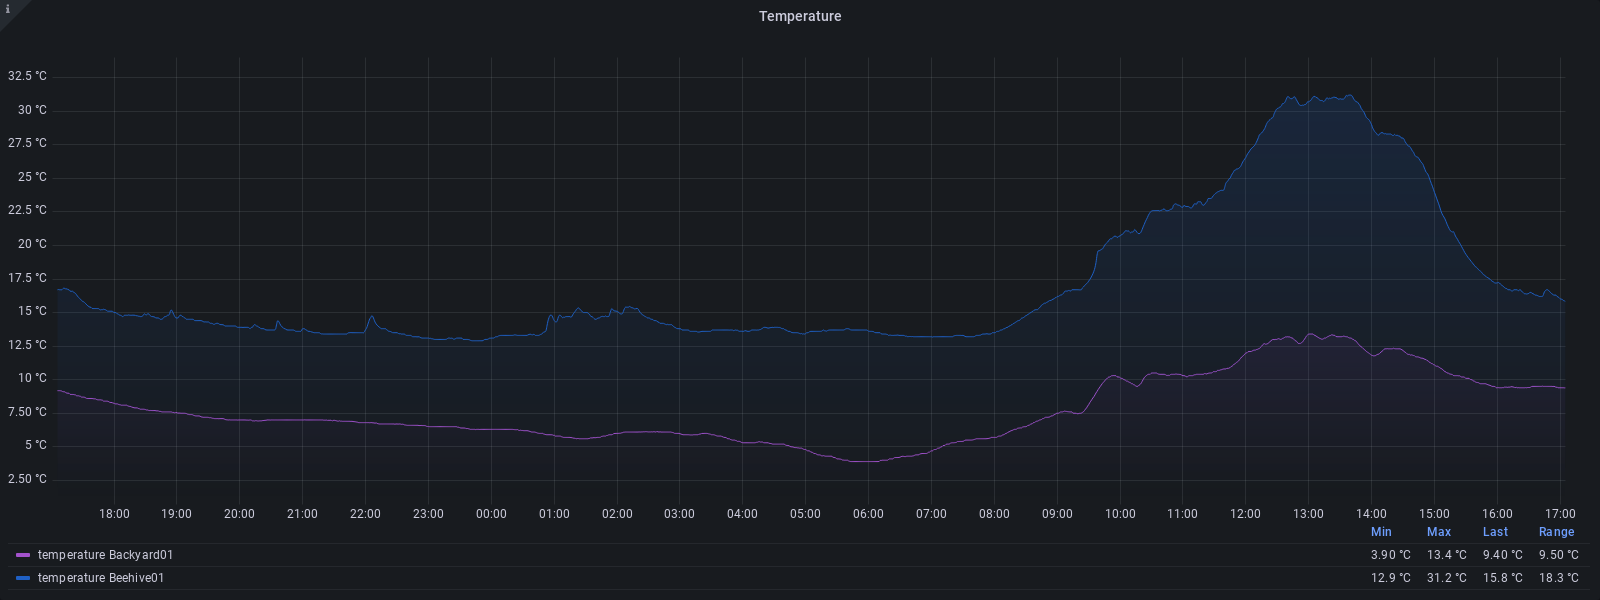 i
Temperature
32.5 °C
30 °C
27.5 °C
25 °C
22.5 °C
20 °C
17.5 °C
15 °C
12.5 °C
10 °C
7.50 °C
5 °C
2.50 °C
18:00 19:00 20:00 21:00 22:00 23:00 00:00 01:00 02:00 03:00 04:00 05:00 06:00 07:00 08:00 09:00 10:00 11:00 12:00 13:00 14:00 15:00 16:00 17:00
Min Max Last Range
temperature Backyard01 3.90 °C 13.4 °C 9.40 °C 9.50 °C
temperature Beehive01 12.9 °C 31.2 °C 15.8 °C 18.3 °C